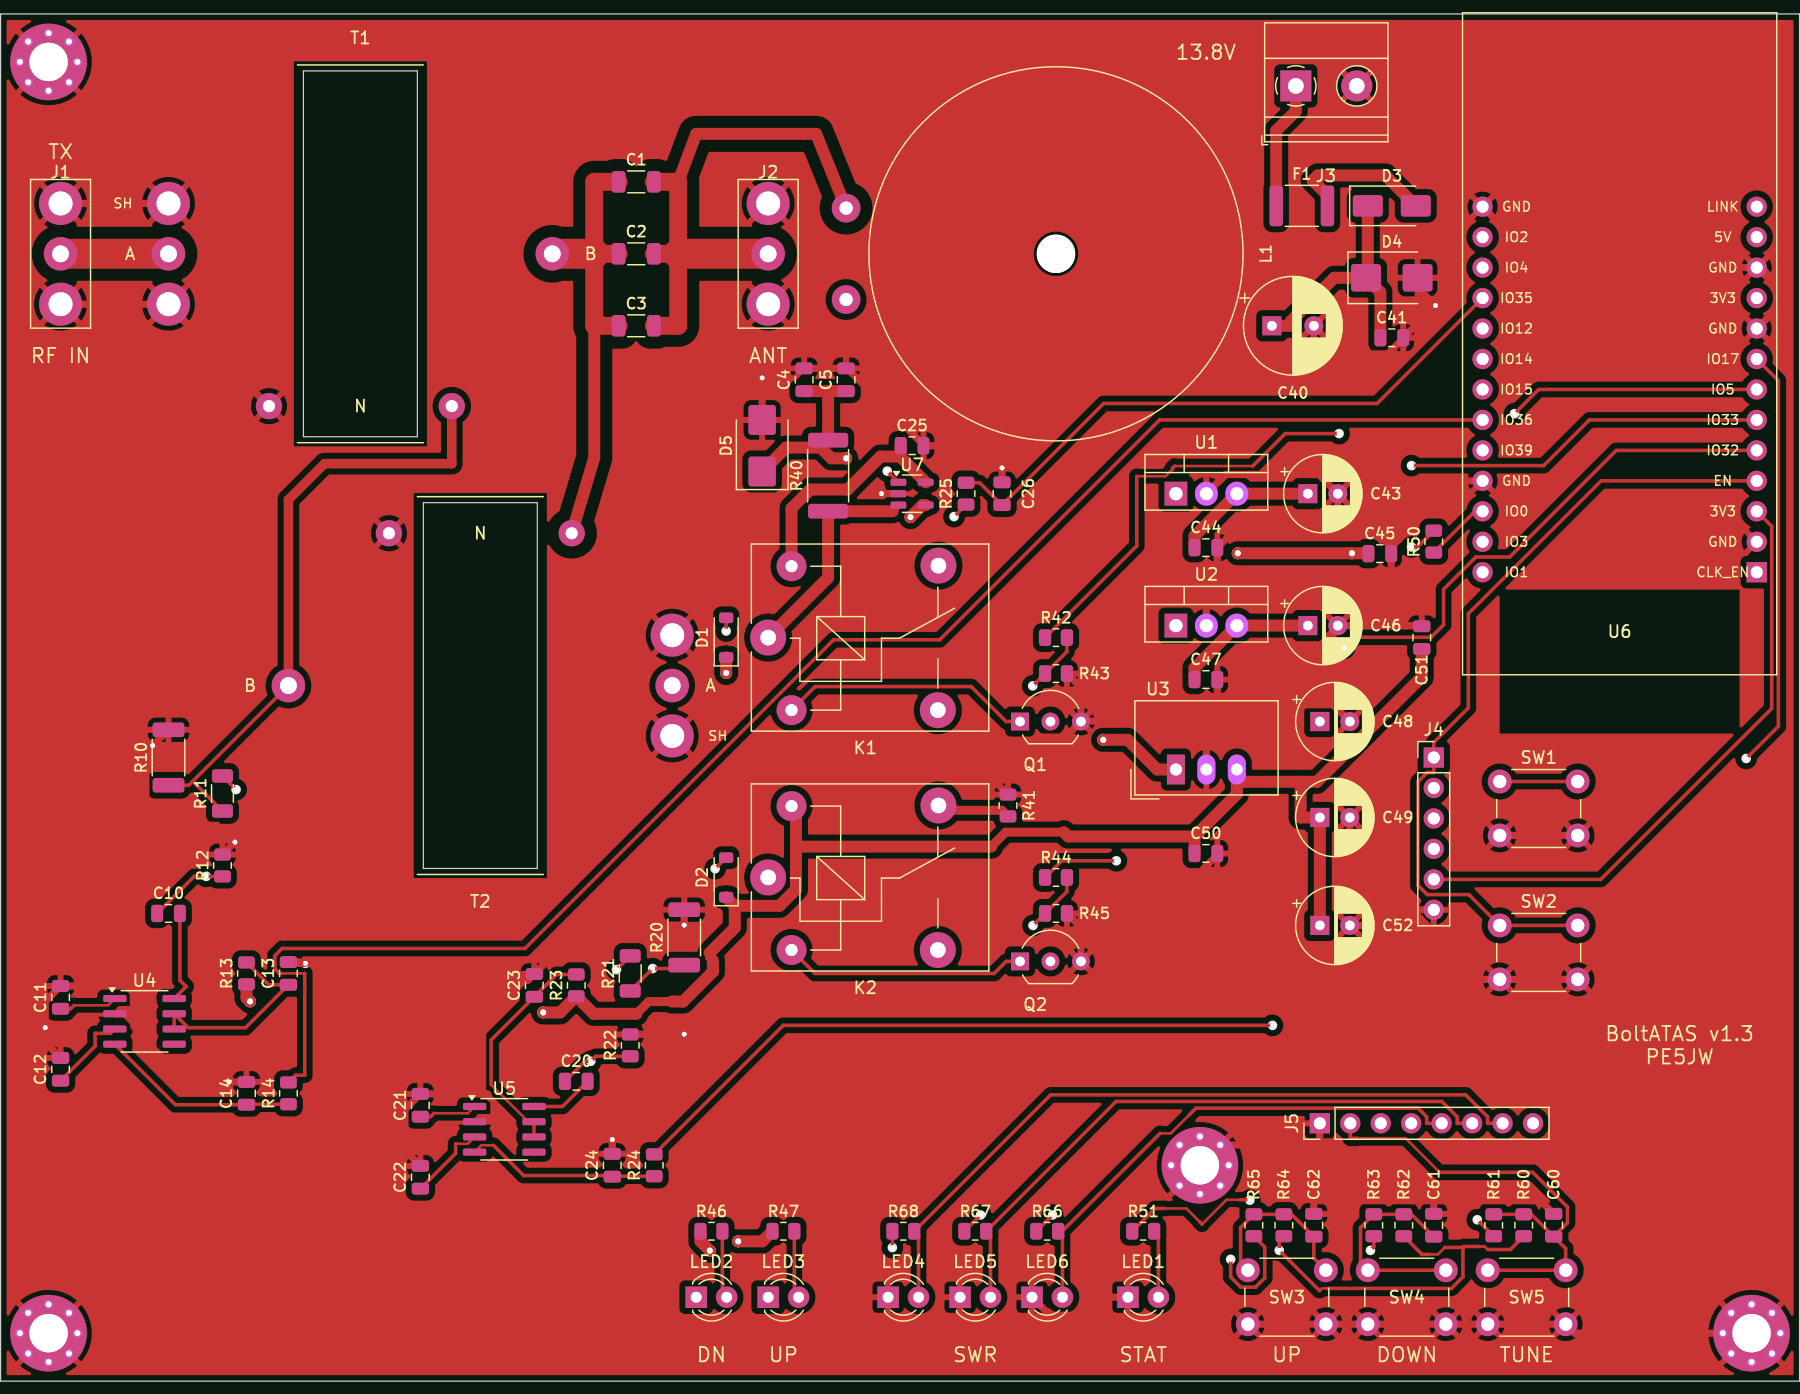 T1
13.8V
TX
J1
SH
A
RF IN
N
C1
C2
B
C3
J2
ANT
F1
J3
D3
L1
D4
C41
C40
GND
IO2
IO4
IO35
IO12
IO14
IO15
IO36
IO39
GND
IO0
IO3
IO1
LINK
5V
GND
3V3
GND
IO17
IO5
IO33
IO32
EN
3V3
GND
CLK_EN
U6
C4
C5
D5
R40
C25
U7
R25
C26
U1
C43
C44
C45
R50
U2
C46
C47
C51
N
D1
A
SH
B
K1
R42
R43
Q1
U3
C48
J4
C49
C50
C52
SW1
SW2
R10
R11
R12
C10
T2
D2
R20
R21
K2
R41
R44
R45
Q2
U4
C11
C12
R13
C13
C14
R14
C23
R23
R22
C20
U5
C21
C22
C24
R24
BoltATAS v1.3
PE5JW
J5
R65
R64
C62
R63
R62
C61
R61
R60
C60
R46
R47
R68
R67
R66
R51
LED2
LED3
LED4
LED5
LED6
LED1
SW3
SW4
SW5
DN
UP
SWR
STAT
UP
DOWN
TUNE